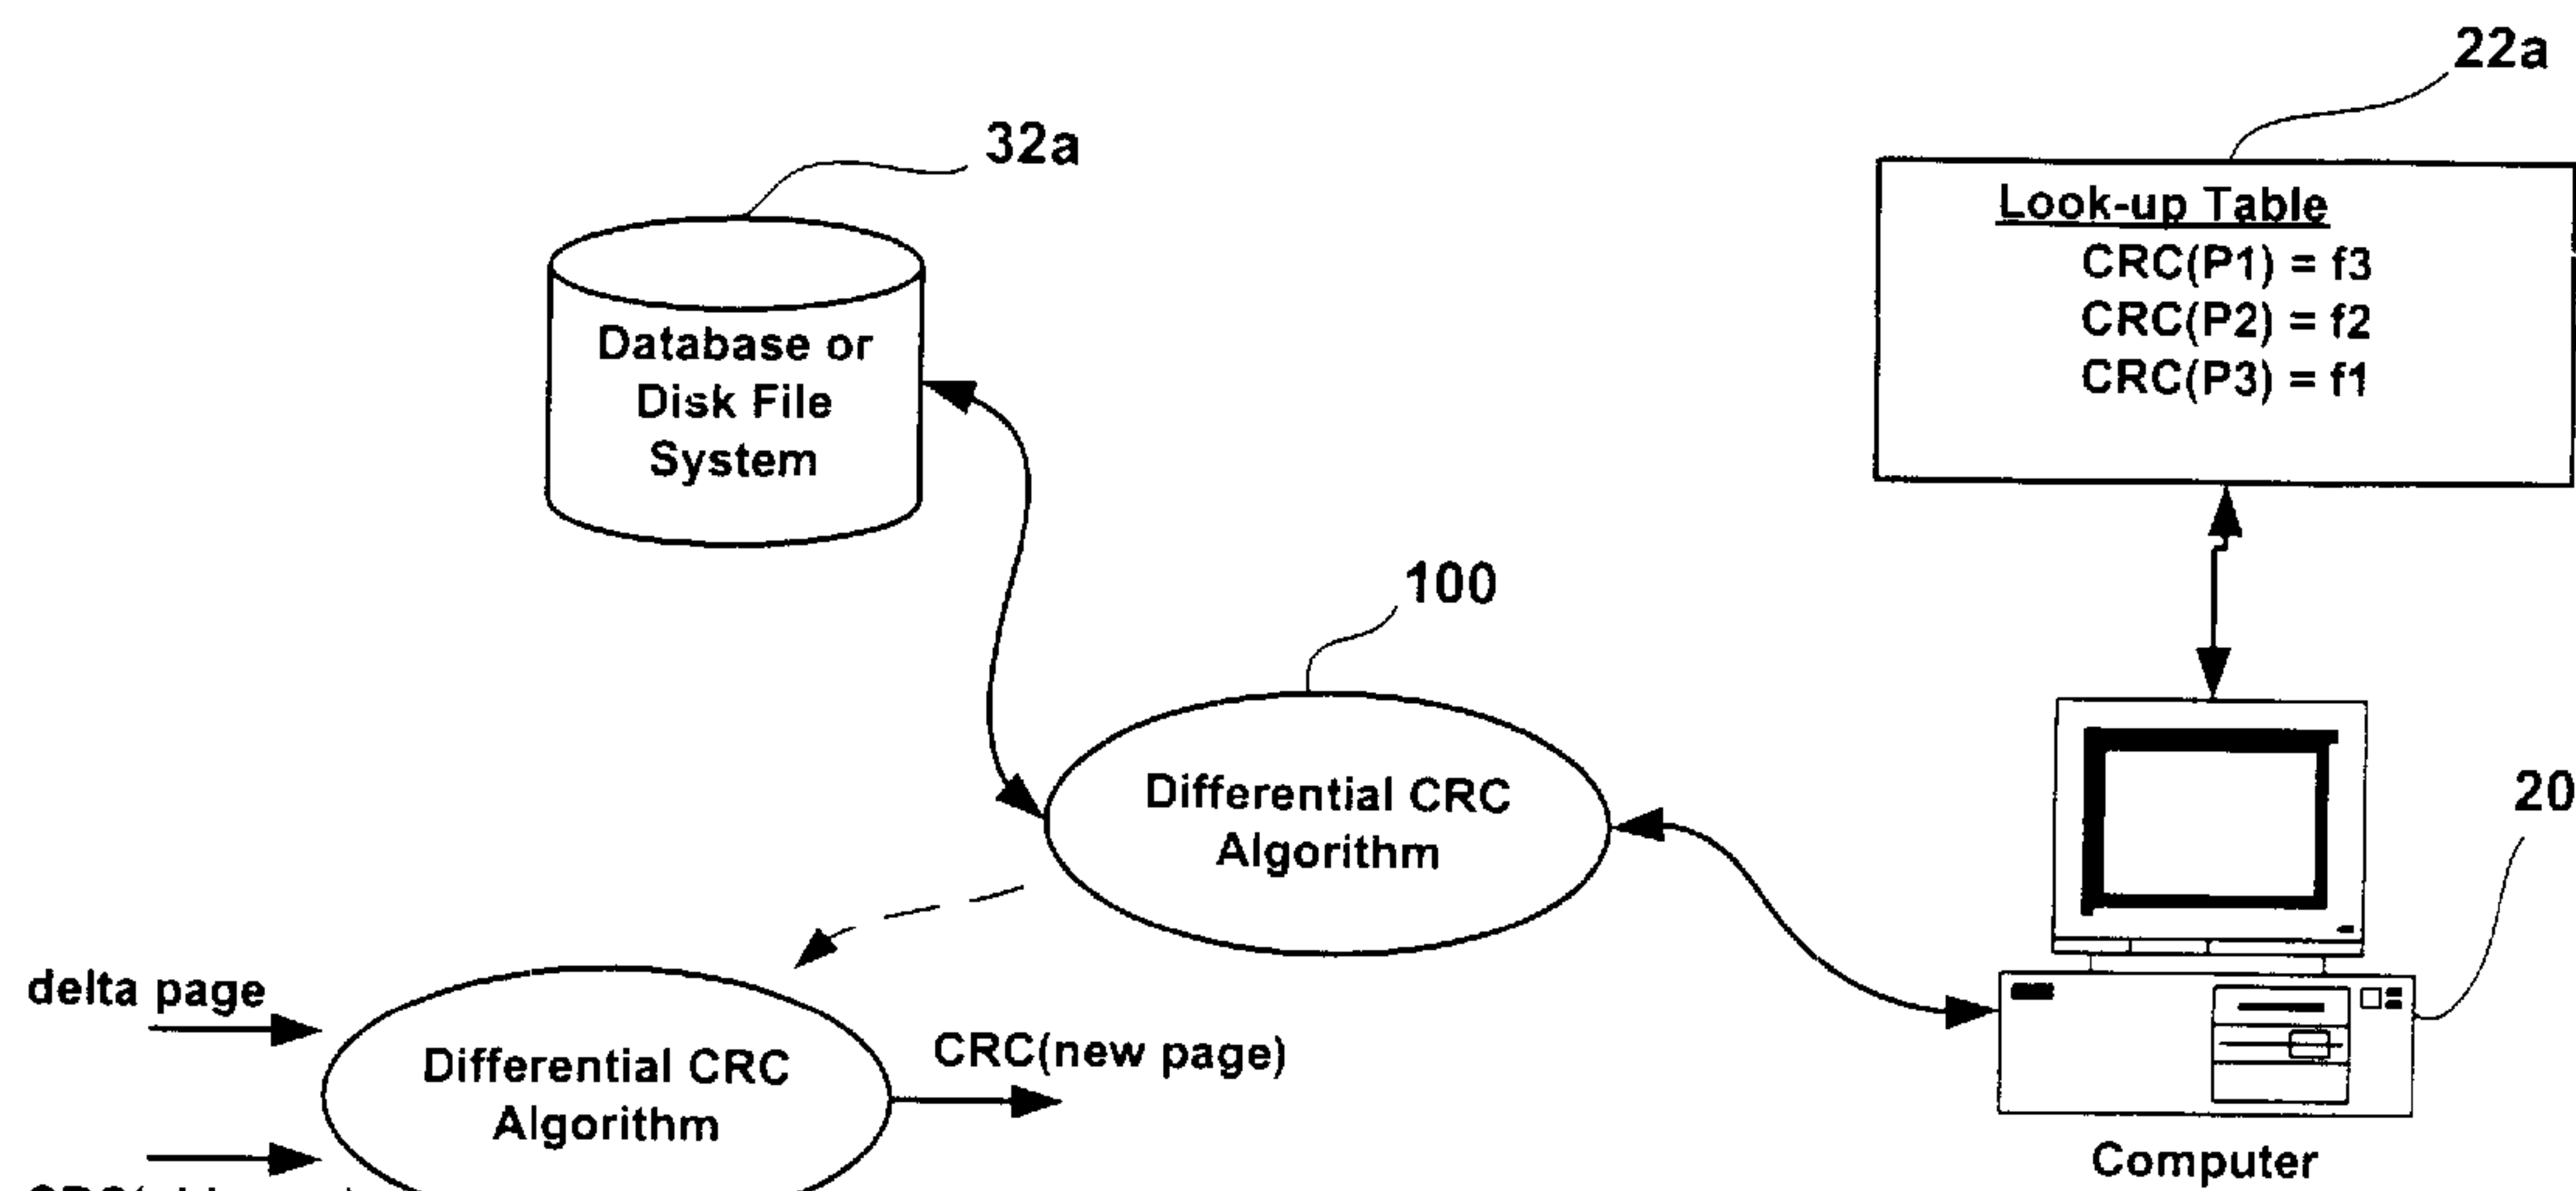 22a
32a
Look-up Table
CRC(P1) = f3
CRC(P2) = f2
CRC(P3) = f1
Database or
Disk File
System
100
Differential CRC
Algorithm
20
delta page
Differential CRC
Algorithm
CRC(new page)
Computer